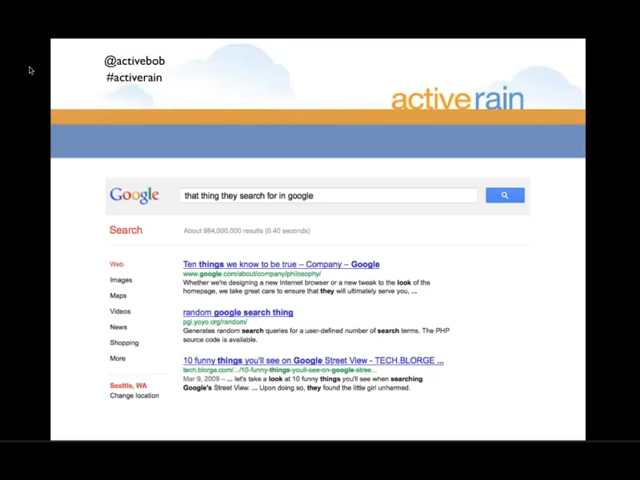 @activebob
#activerain
activerain
Google
that thing they search for in google
Search
About 984,000,000 results (0.40 seconds)
Web
Images
Maps
Videos
News
Shopping
More
Seattle, WA
Change location
Ten things we know to be true – Company – Google
www.google.com/about/company/philosophy/
Whether we're designing a new Internet browser or a new tweak to the look of the
homepage, we take great care to ensure that they will ultimately serve you, ...
random google search thing
pgl.yoyo.org/random/
Generates random search queries for a user-defined number of search terms. The PHP
source code is available.
10 funny things you'll see on Google Street View - TECH.BLORGE ...
tech.blorge.com/.../10-funny-things-youll-see-on-google-stree...
Mar 9, 2009 – ... let's take a look at 10 funny things you'll see when searching
Google's Street View. ... Upon doing so, they found the little girl unharmed.